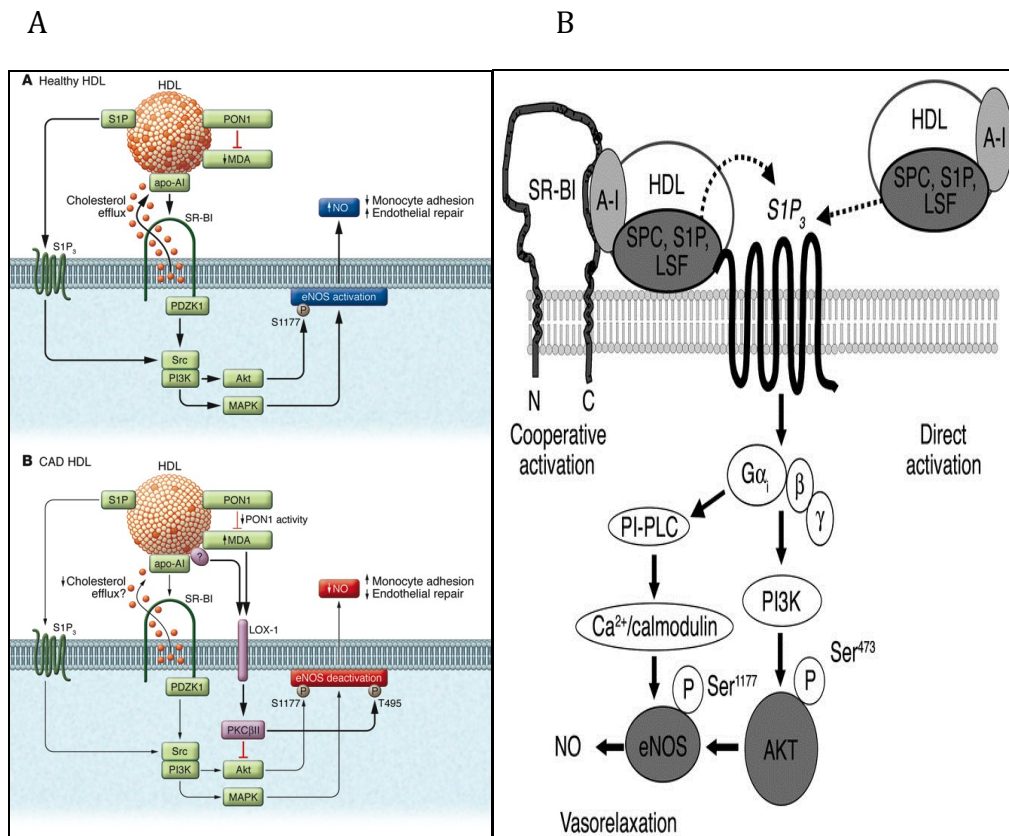 A
B
A Healthy HDL
HDL
S1P
PON1
↓MDA
apo-AI
Cholesterol
efflux
SR-BI
↑NO
↓ Monocyte adhesion
↑ Endothelial repair
S1P3
PDZK1
eNOS activation
P
S1177
Src
PI3K
Akt
MAPK
B CAD HDL
HDL
S1P
PON1
↓PON1 activity
↑MDA
?
apo-AI
↓Cholesterol
efflux?
SR-BI
↓NO
↑ Monocyte adhesion
↓ Endothelial repair
S1P3
LOX-1
eNOS deactivation
PDZK1
P
P
S1177
T495
PKCβII
Src
PI3K
Akt
MAPK
SR-BI
A-I
HDL
SPC, S1P,
LSF
S1P3
HDL
A-I
SPC, S1P,
LSF
N
C
Cooperative
activation
Direct
activation
Gαi
β
γ
PI-PLC
PI3K
Ca2+/calmodulin
Ser473
P
P
Ser1177
NO
eNOS
AKT
Vasorelaxation